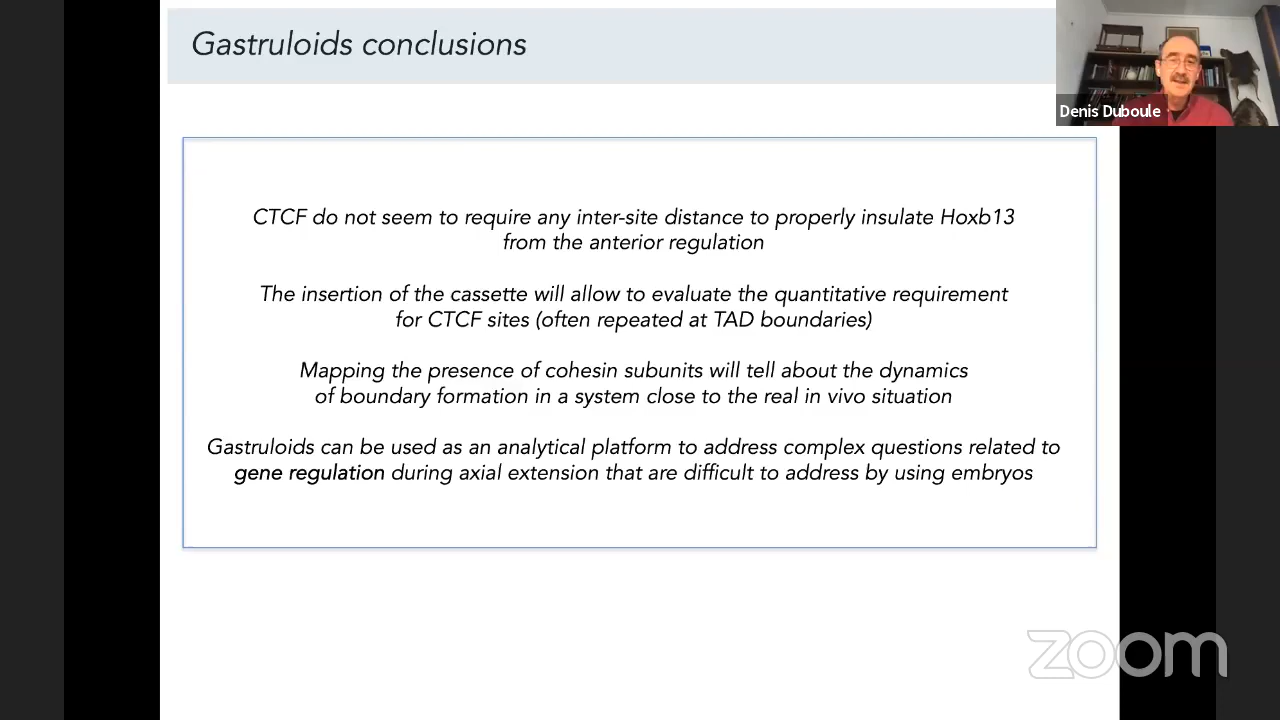 Gastruloids conclusions
Denis Duboule
CTCF do not seem to require any inter-site distance to properly insulate Hoxb13
from the anterior regulation
The insertion of the cassette will allow to evaluate the quantitative requirement
for CTCF sites (often repeated at TAD boundaries)
Mapping the presence of cohesin subunits will tell about the dynamics
of boundary formation in a system close to the real in vivo situation
Gastruloids can be used as an analytical platform to address complex questions related to
gene regulation during axial extension that are difficult to address by using embryos
zoom